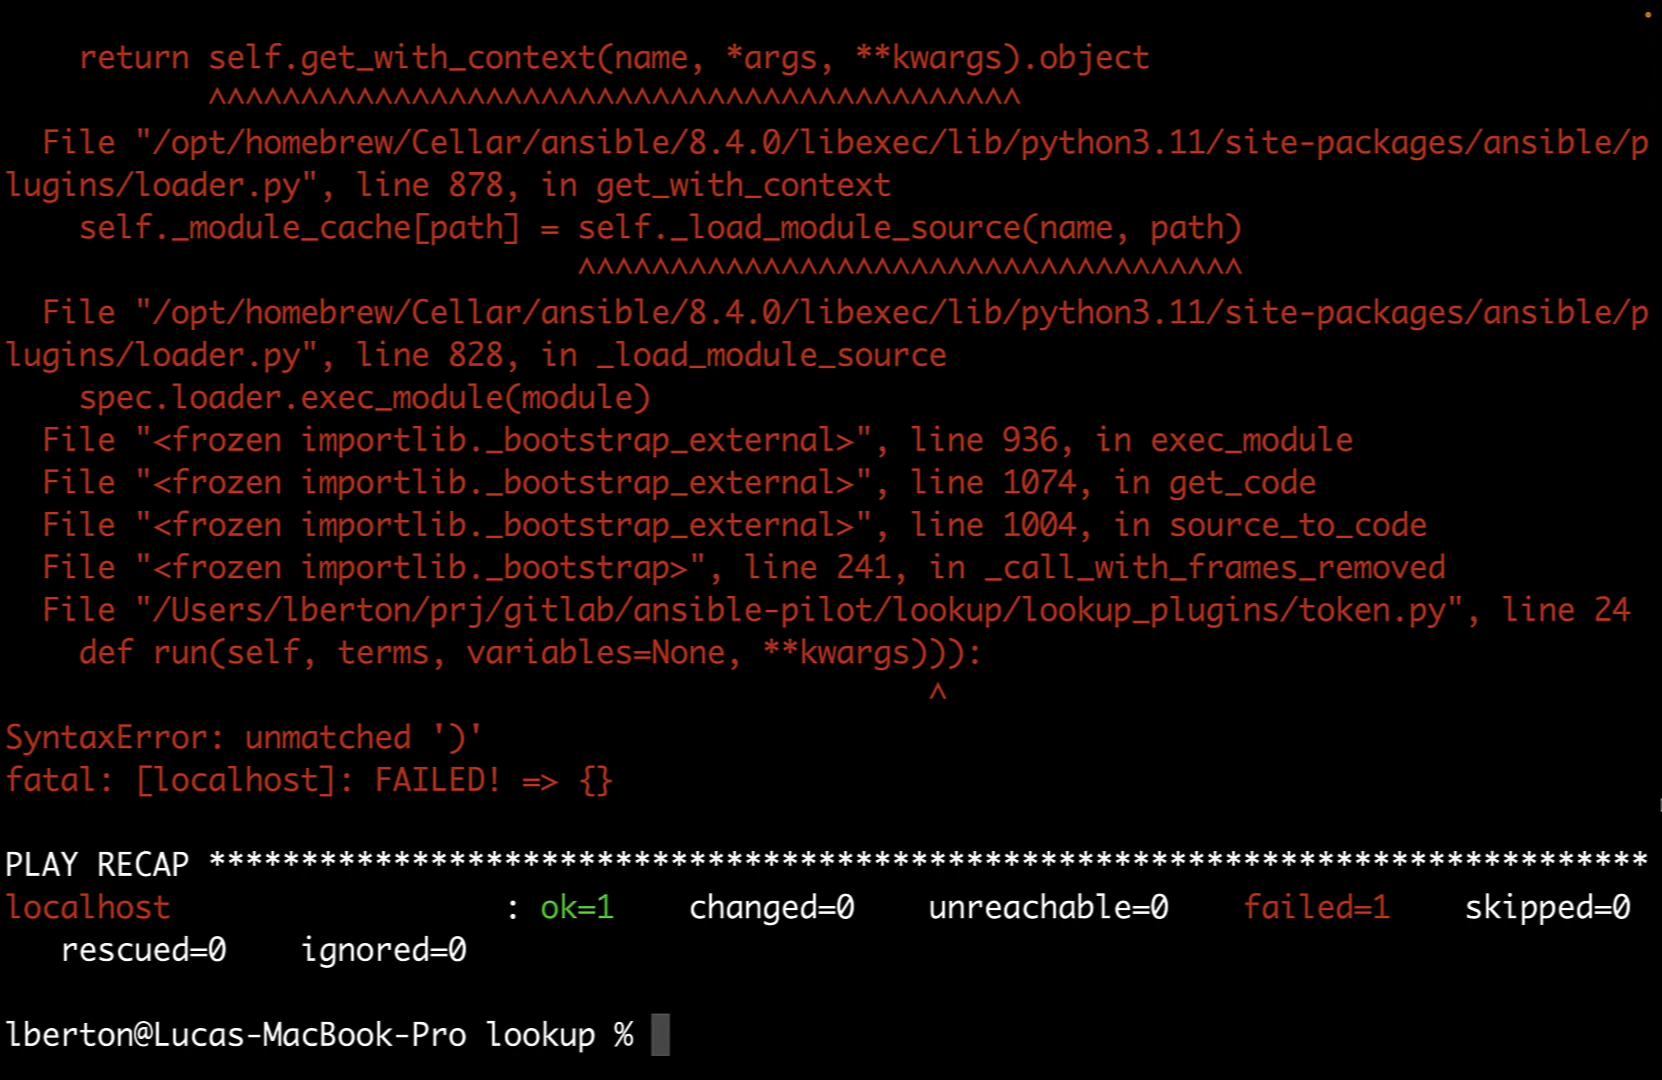 return self.get_with_context(name, *args, **kwargs).object
           ^^^^^^^^^^^^^^^^^^^^^^^^^^^^^^^^^^^^^^^^^^^^
  File "/opt/homebrew/Cellar/ansible/8.4.0/libexec/lib/python3.11/site-packages/ansible/p
lugins/loader.py", line 878, in get_with_context
    self._module_cache[path] = self._load_module_source(name, path)
                               ^^^^^^^^^^^^^^^^^^^^^^^^^^^^^^^^^^^^
  File "/opt/homebrew/Cellar/ansible/8.4.0/libexec/lib/python3.11/site-packages/ansible/p
lugins/loader.py", line 828, in _load_module_source
    spec.loader.exec_module(module)
  File "<frozen importlib._bootstrap_external>", line 936, in exec_module
  File "<frozen importlib._bootstrap_external>", line 1074, in get_code
  File "<frozen importlib._bootstrap_external>", line 1004, in source_to_code
  File "<frozen importlib._bootstrap>", line 241, in _call_with_frames_removed
  File "/Users/lberton/prj/gitlab/ansible-pilot/lookup/lookup_plugins/token.py", line 24
    def run(self, terms, variables=None, **kwargs))):
                                                  ^
SyntaxError: unmatched ')'
fatal: [localhost]: FAILED! => {}
PLAY RECAP ******************************************************************************
localhost                  : ok=1    changed=0    unreachable=0    failed=1    skipped=0
   rescued=0    ignored=0
lberton@Lucas-MacBook-Pro lookup %